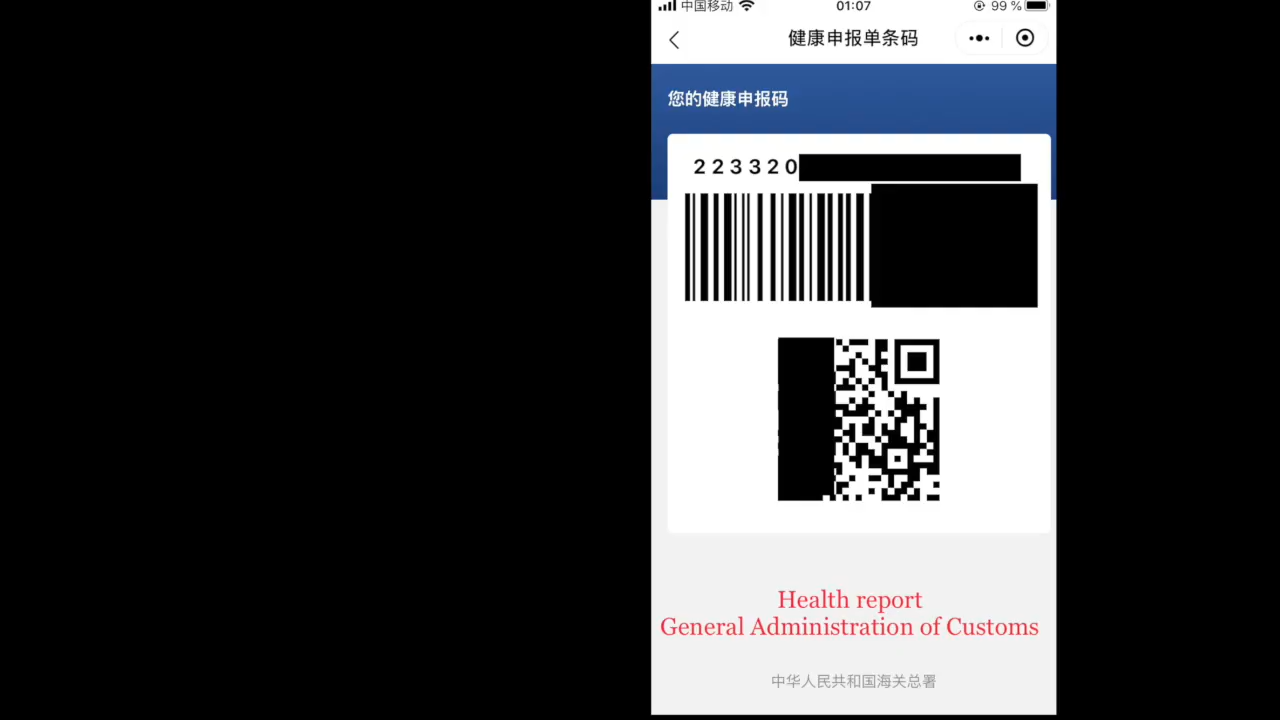 中国移动 01:07 99 %
健康申报单条码
您的健康申报码
223320
Health report
General Administration of Customs
中华人民共和国海关总署